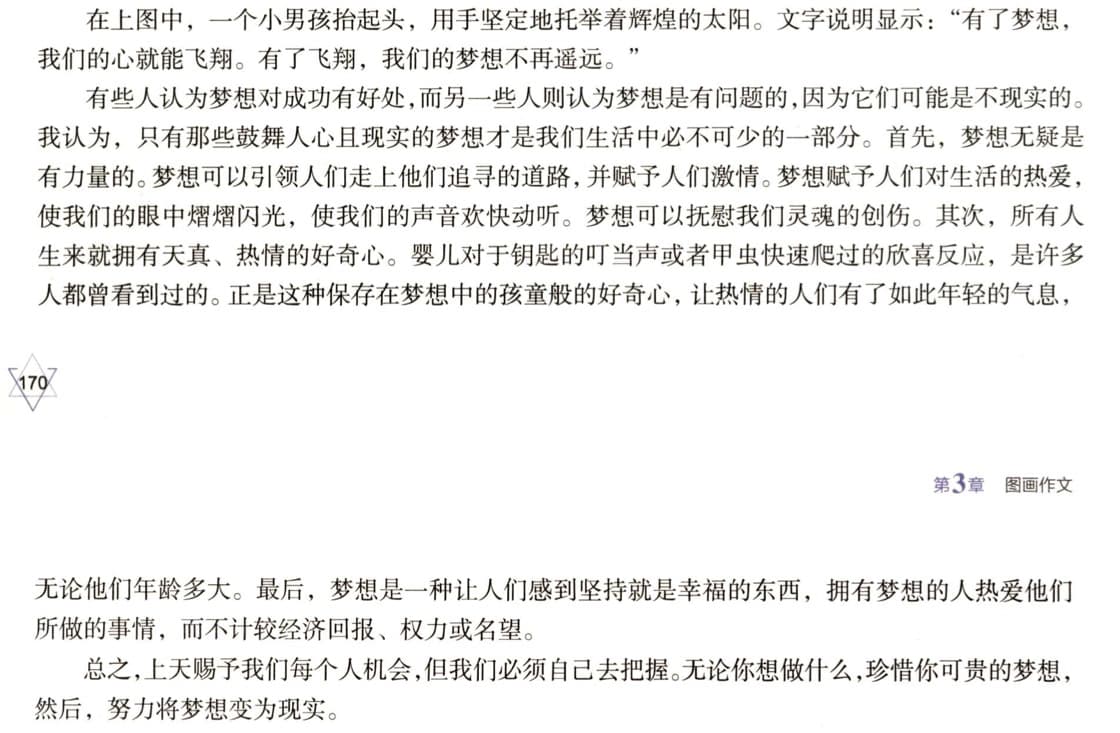 在上图中，一个小男孩抬起头，用手坚定地托举着辉煌的太阳。文字说明显示：“有了梦想，
我们的心就能飞翔。有了飞翔，我们的梦想不再遥远。”
有些人认为梦想对成功有好处，而另一些人则认为梦想是有问题的，因为它们可能是不现实的。
我认为，只有那些鼓舞人心且现实的梦想才是我们生活中必不可少的一部分。首先，梦想无疑是
有力量的。梦想可以引领人们走上他们追寻的道路，并赋予人们激情。梦想赋予人们对生活的热爱，
使我们的眼中熠熠闪光，使我们的声音欢快动听。梦想可以抚慰我们灵魂的创伤。其次，所有人
生来就拥有天真、热情的好奇心。婴儿对于钥匙的叮当声或者甲虫快速爬过的欣喜反应，是许多
人都曾看到过的。正是这种保存在梦想中的孩童般的好奇心，让热情的人们有了如此年轻的气息，
170
第3章 图画作文
无论他们年龄多大。最后，梦想是一种让人们感到坚持就是幸福的东西，拥有梦想的人热爱他们
所做的事情，而不计较经济回报、权力或名望。
总之，上天赐予我们每个人机会，但我们必须自己去把握。无论你想做什么，珍惜你可贵的梦想，
然后，努力将梦想变为现实。